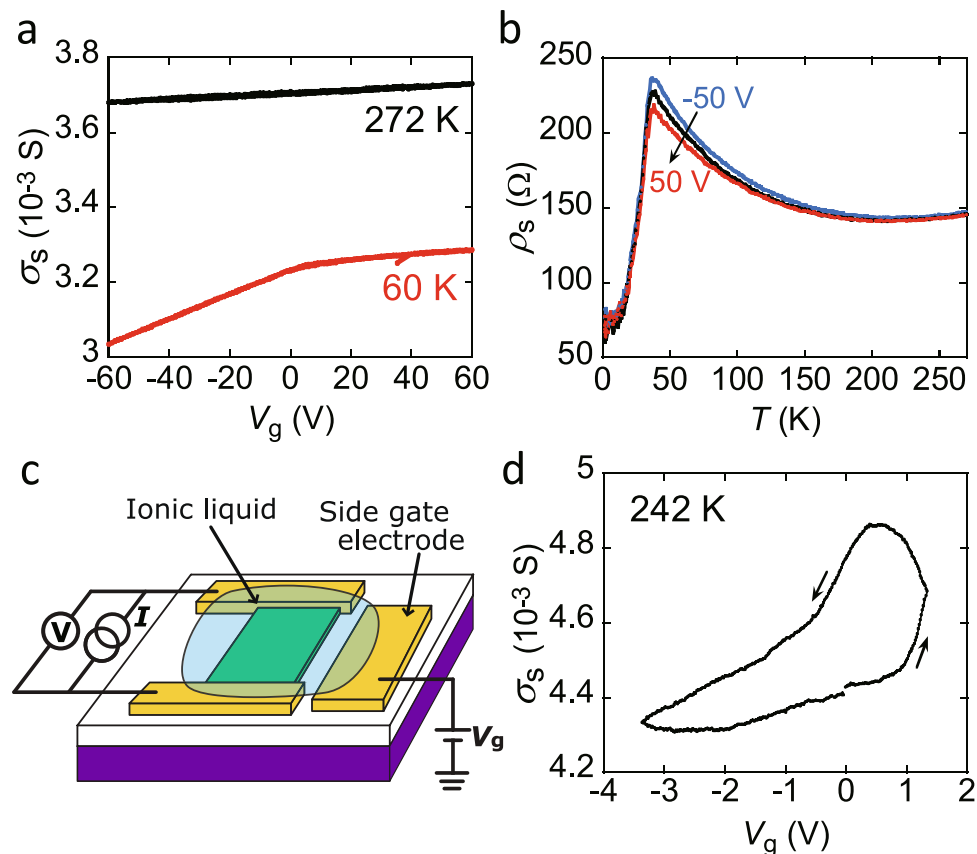 a
3.8
3.6
3.4
3.2
3
σs (10⁻³ S)
272 K
60 K
-60 -40 -20 0 20 40 60
Vg (V)
b
250
200
150
100
50
ρs (Ω)
-50 V
50 V
0 50 100 150 200 250
T (K)
c
Ionic liquid
Side gate
electrode
V
I
Vg
d
5
4.8
4.6
4.4
4.2
σs (10⁻³ S)
242 K
-4 -3 -2 -1 0 1 2
Vg (V)